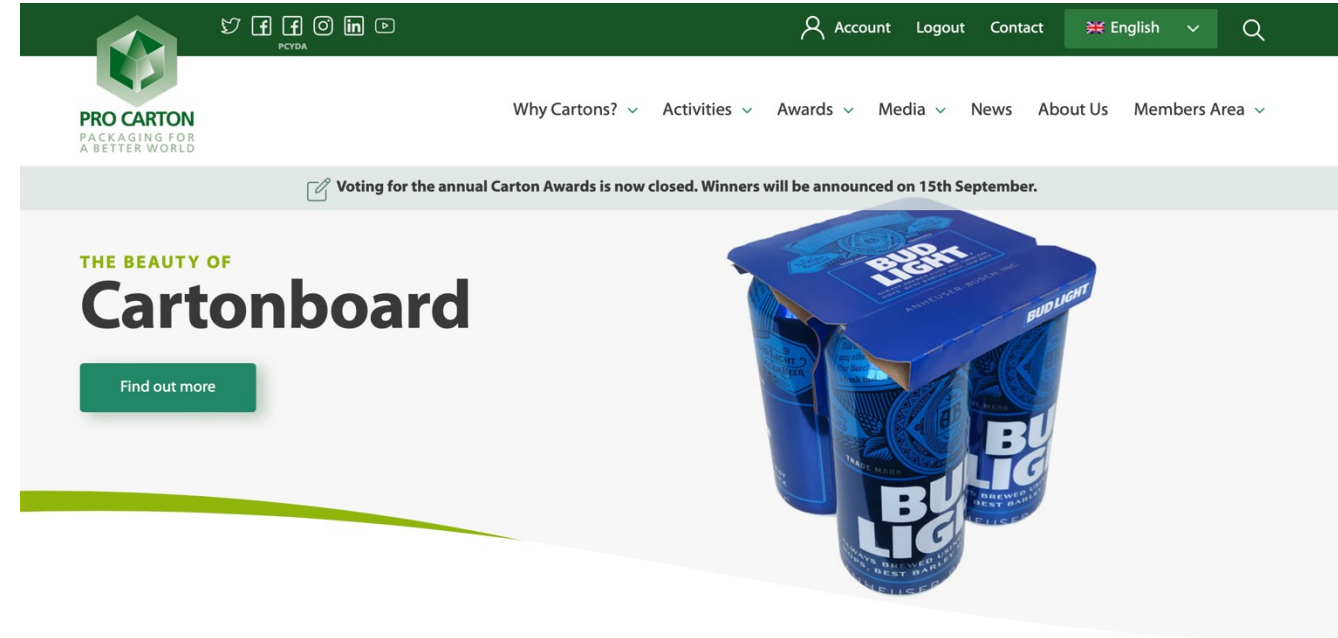 PCYDA
Account Logout Contact English
PRO CARTON
PACKAGING FOR
A BETTER WORLD
Why Cartons? Activities Awards Media News About Us Members Area
Voting for the annual Carton Awards is now closed. Winners will be announced on 15th September.
THE BEAUTY OF
Cartonboard
Find out more
BUD
LIGHT
ANHEUSER-BUSCH, INC.
BUD LIGHT
TRADE MARK
BU
LIG
BU
LIG